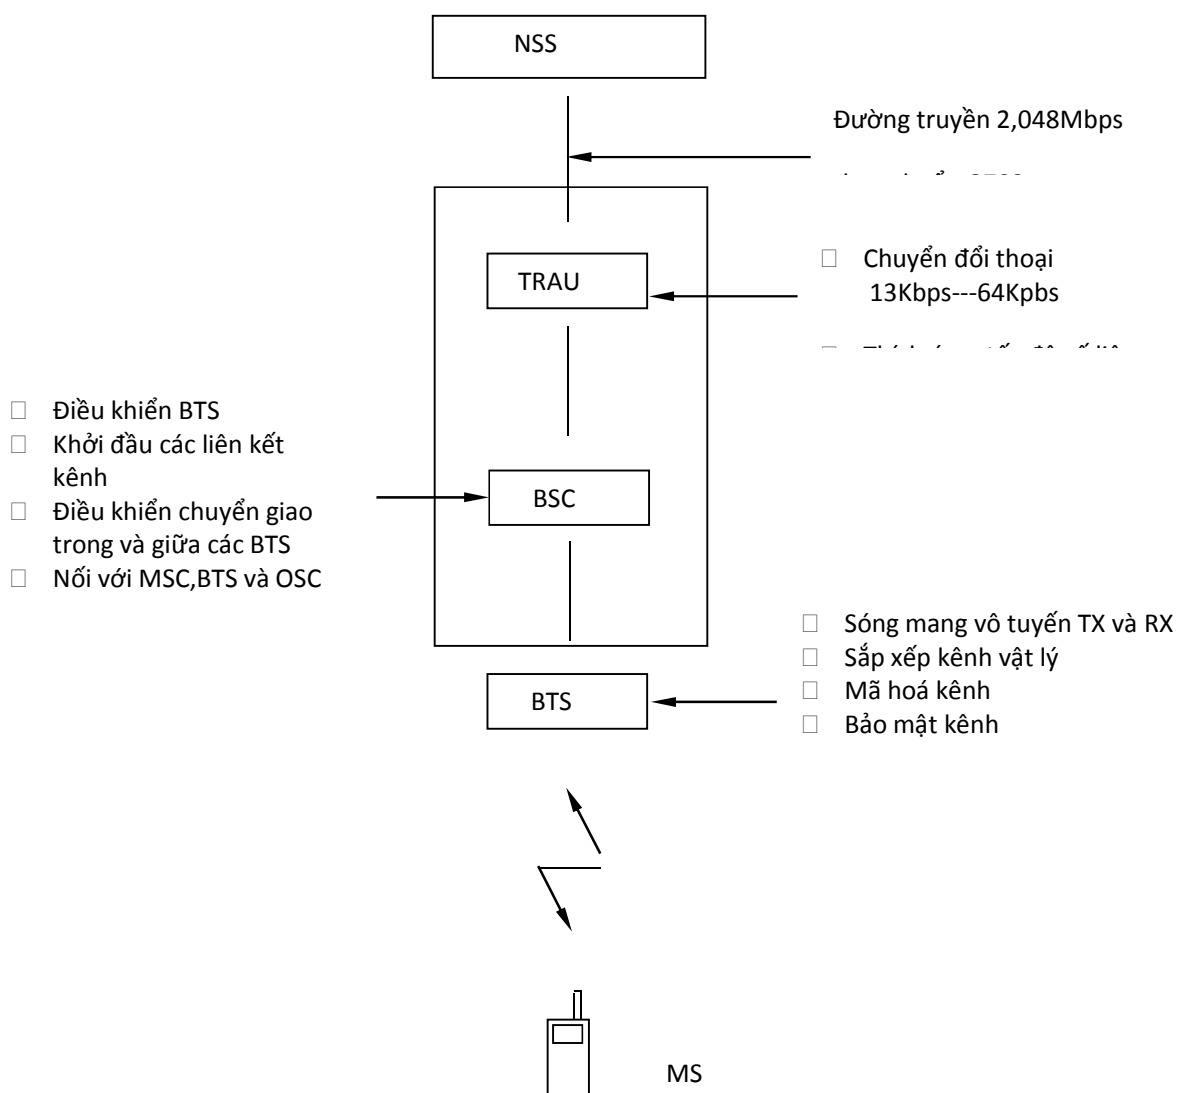 NSS
Đường truyền 2,048Mbps
TRAU
Chuyển đổi thoại
13Kbps---64Kpbs
Điều khiển BTS
Khởi đầu các liên kết
kênh
Điều khiển chuyển giao
trong và giữa các BTS
Nối với MSC,BTS và OSC
BSC
Sóng mang vô tuyến TX và RX
Sắp xếp kênh vật lý
Mã hoá kênh
Bảo mật kênh
BTS
MS